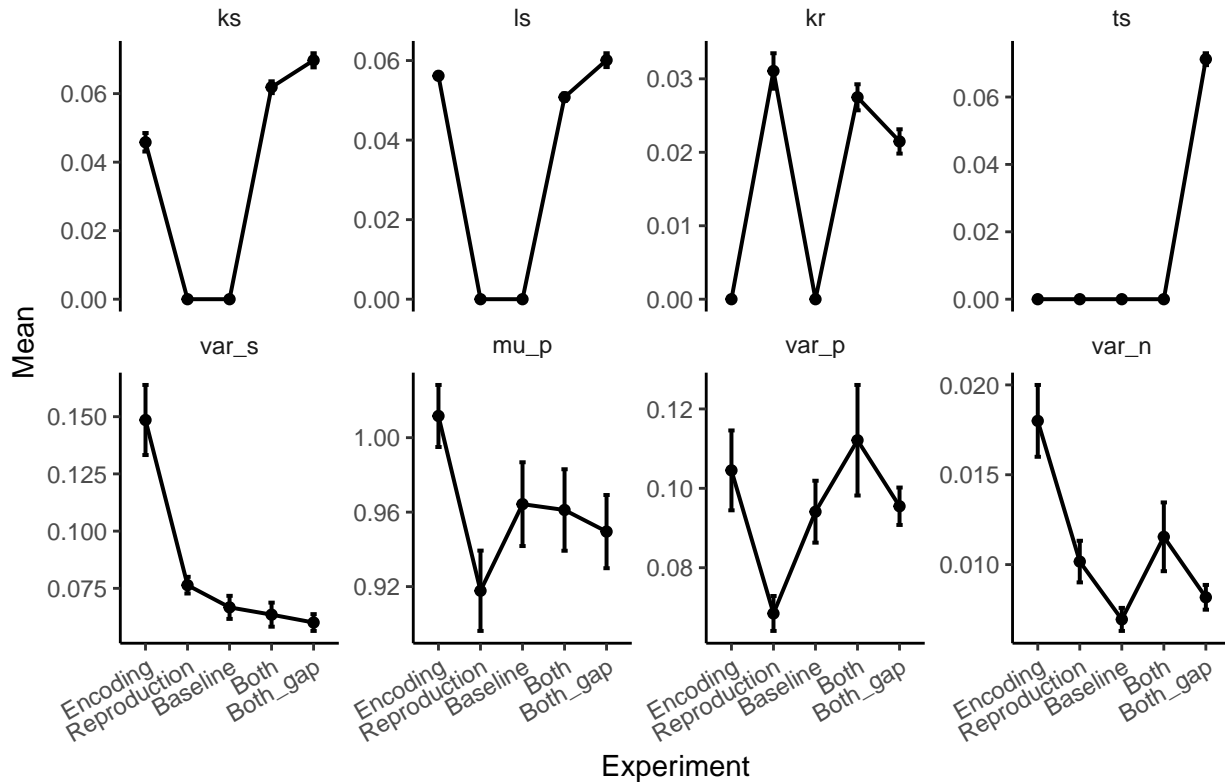 ks ls kr ts
0.06
0.04
0.02
0.00
0.06
0.04
0.02
0.00
0.03
0.02
0.01
0.00
0.06
0.04
0.02
0.00
Mean
var_s mu_p var_p var_n
0.150
0.125
0.100
0.075
1.00
0.96
0.92
0.12
0.10
0.08
0.020
0.015
0.010
Encoding
Reproduction
Baseline
Both
Both_gap
Encoding
Reproduction
Baseline
Both
Both_gap
Encoding
Reproduction
Baseline
Both
Both_gap
Encoding
Reproduction
Baseline
Both
Both_gap
Experiment